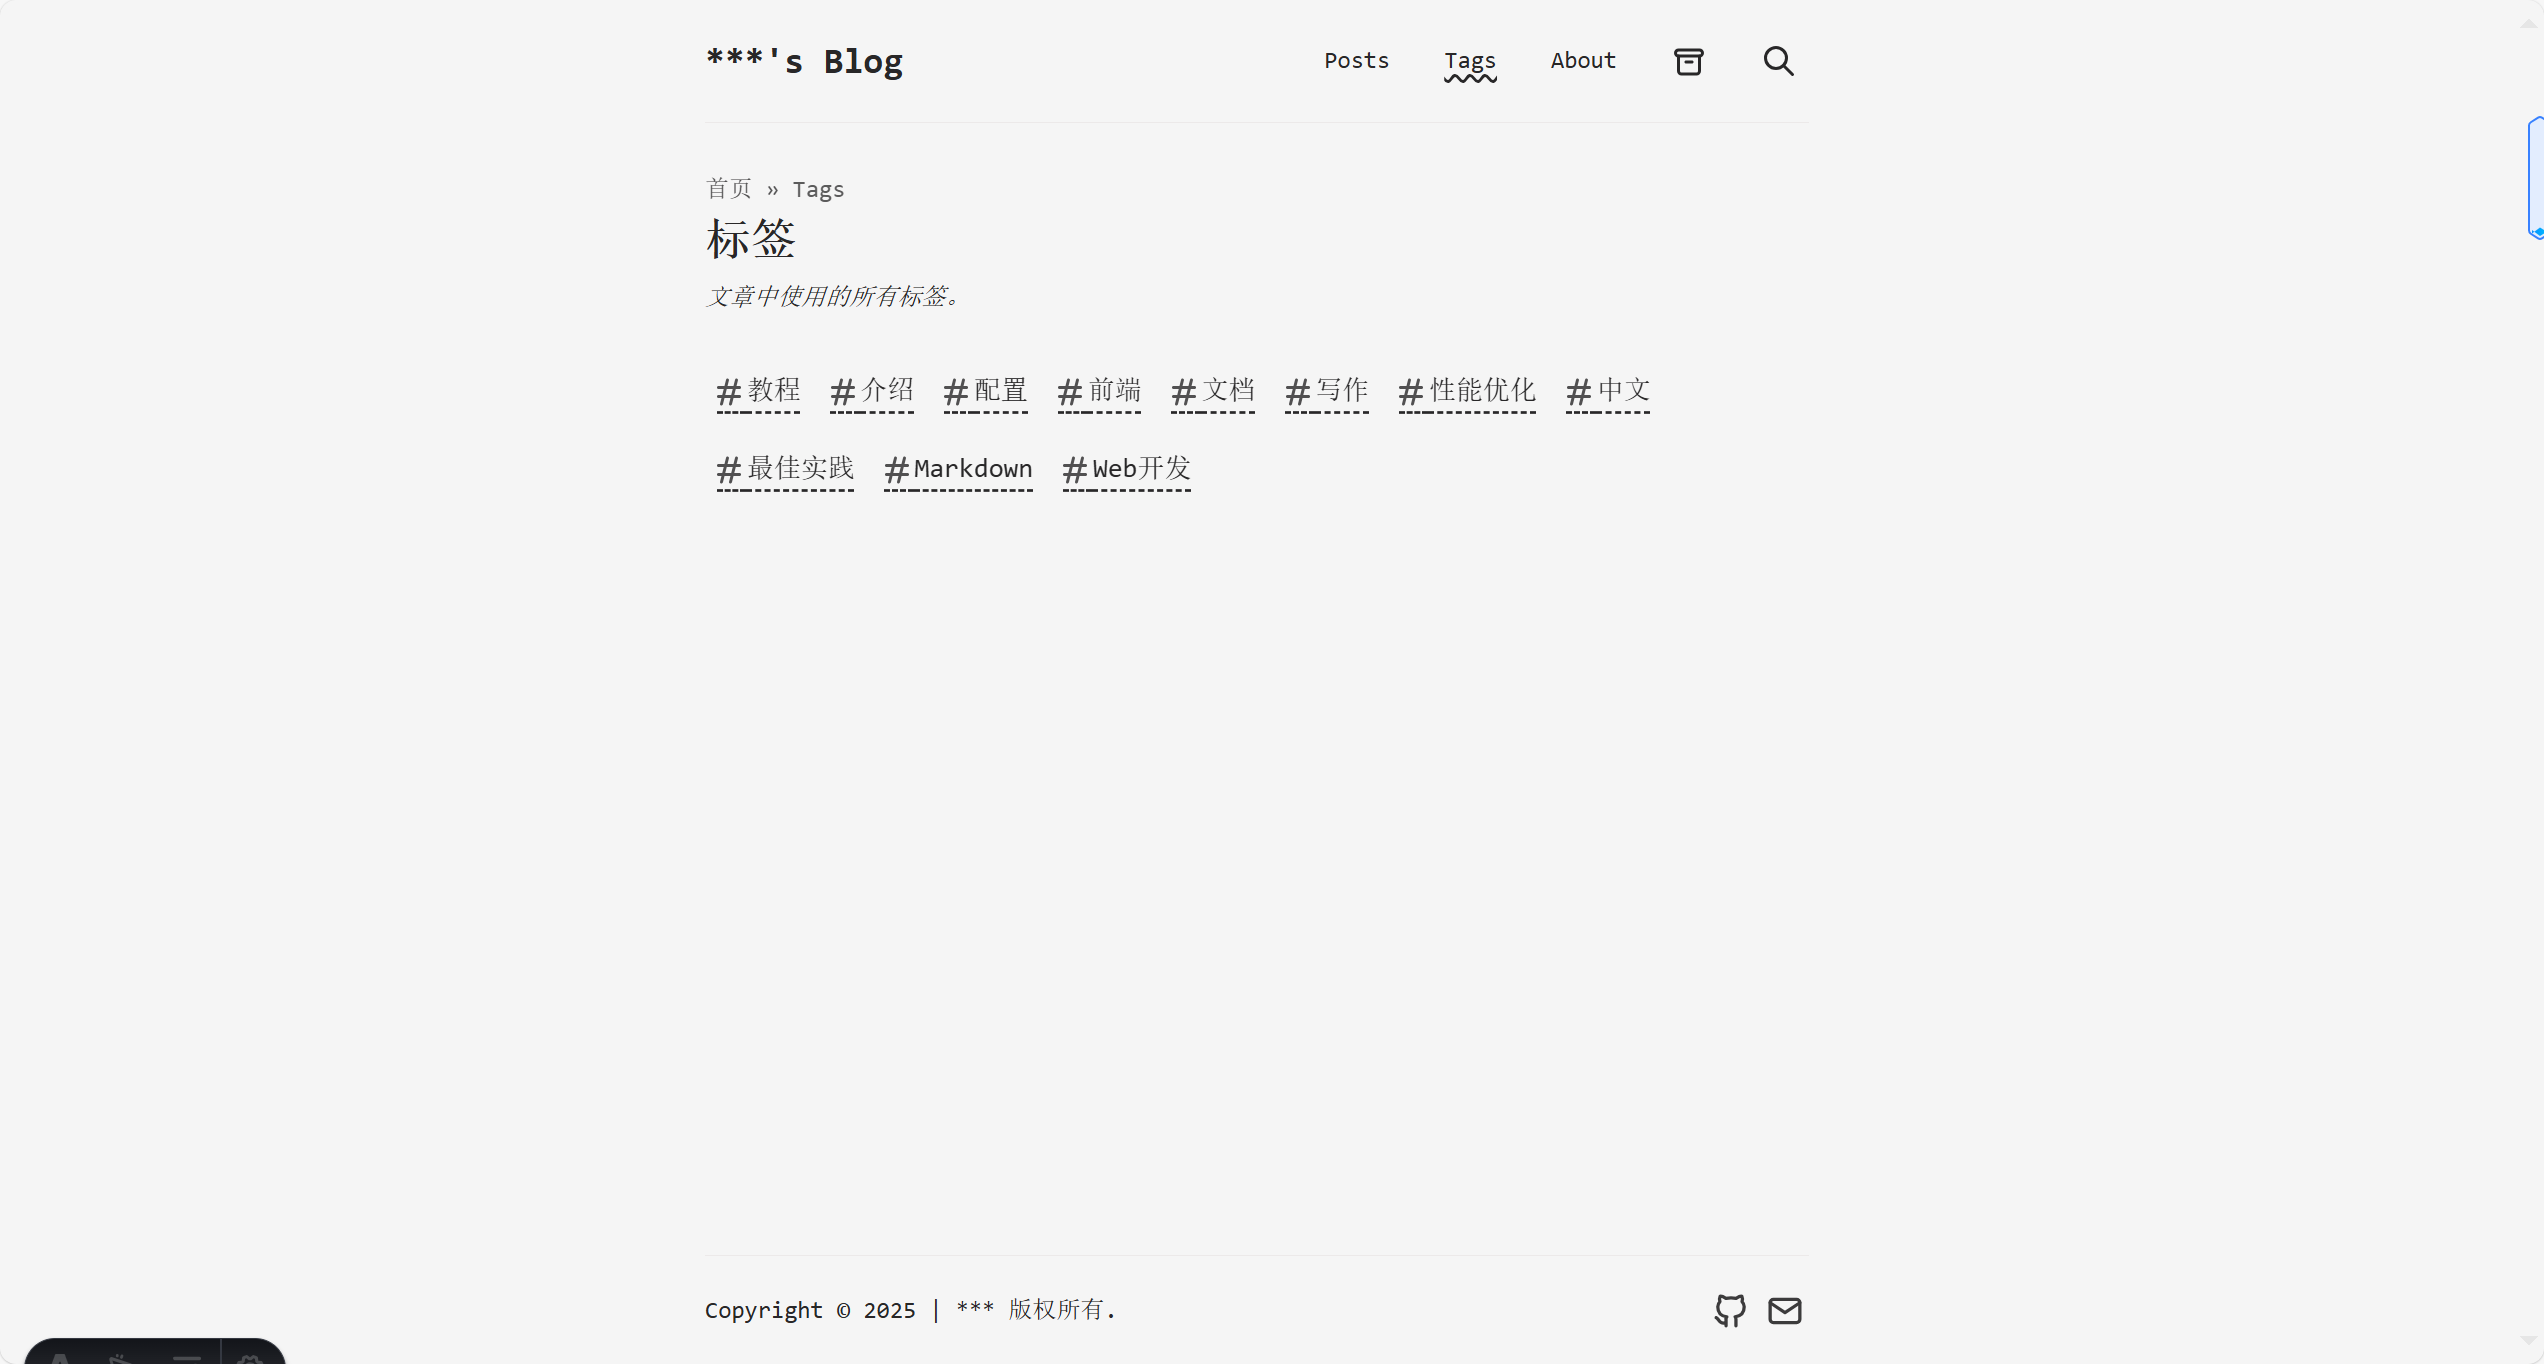 ***'s Blog
Posts Tags About
首页 » Tags
标签
文章中使用的所有标签。
#教程 #介绍 #配置 #前端 #文档 #写作 #性能优化 #中文
#最佳实践 #Markdown #Web开发
Copyright © 2025 | *** 版权所有.